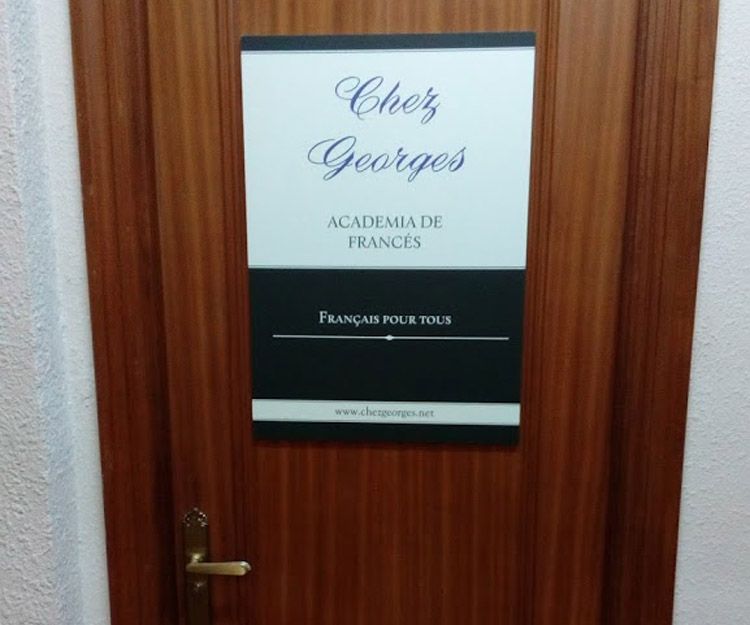 Chez
Georges
ACADEMIA DE
FRANCÉS
FRANÇAIS POUR TOUS
www.chezgeorges.net